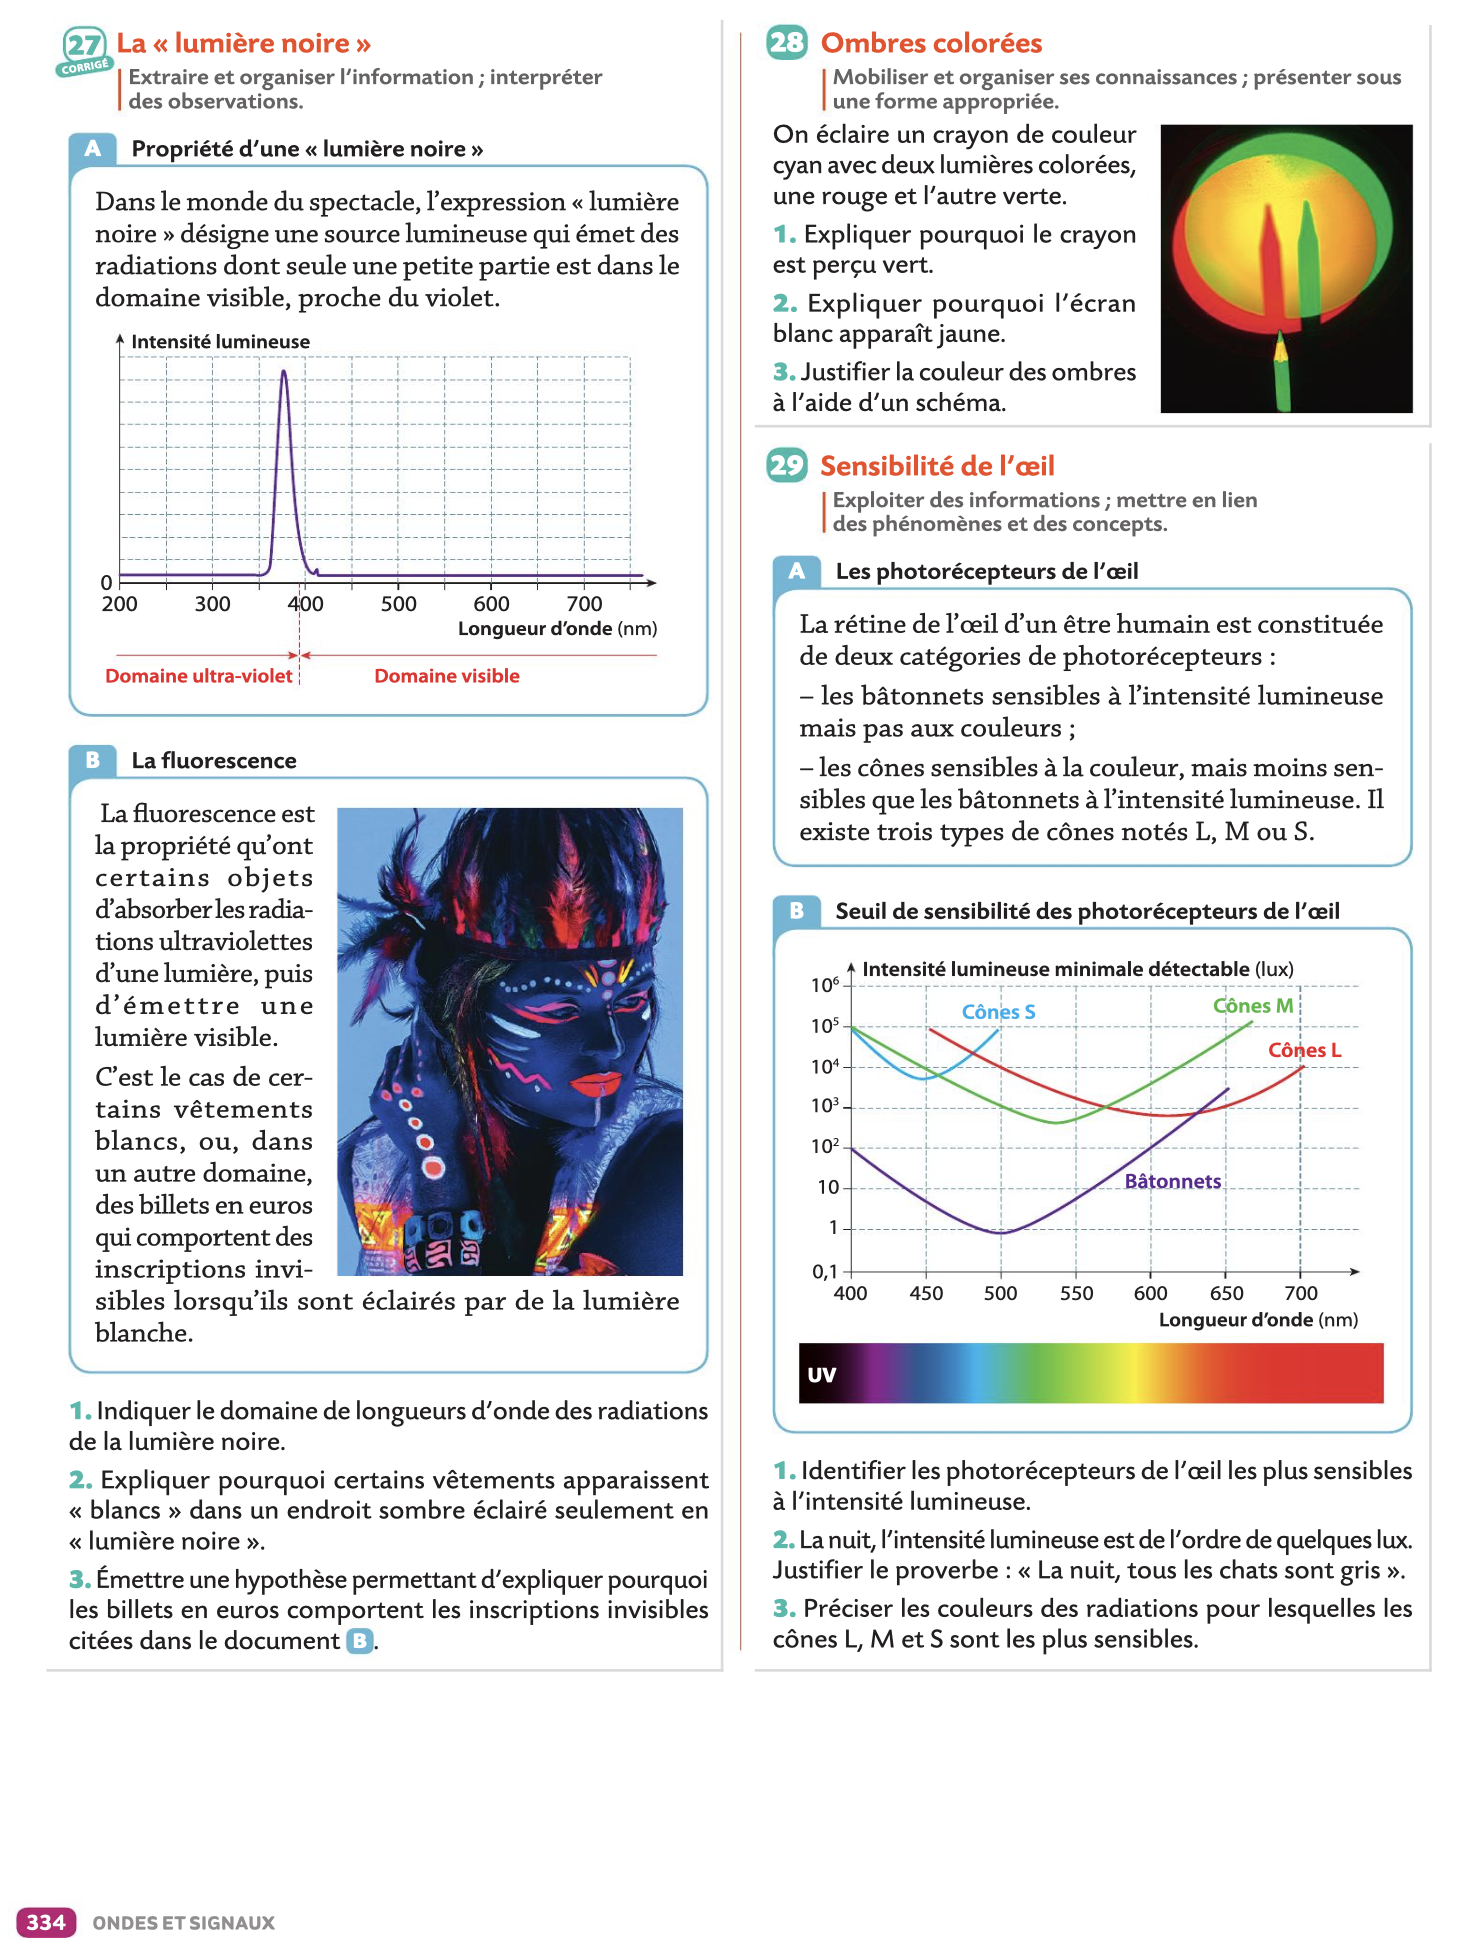 27 La « lumière noire »
CORRIGÉ
Extraire et organiser l'information ; interpréter
des observations.
A Propriété d'une « lumière noire »
Dans le monde du spectacle, l'expression « lumière
noire » désigne une source lumineuse qui émet des
radiations dont seule une petite partie est dans le
domaine visible, proche du violet.
Intensité lumineuse
0
200 300 400 500 600 700
Longueur d'onde (nm)
Domaine ultra-violet Domaine visible
B La fluorescence
La fluorescence est
la propriété qu'ont
certains objets
d'absorber les radia-
tions ultraviolettes
d'une lumière, puis
d'émettre une
lumière visible.
C'est le cas de cer-
tains vêtements
blancs, ou, dans
un autre domaine,
des billets en euros
qui comportent des
inscriptions invi-
sibles lorsqu'ils sont éclairés par de la lumière
blanche.
1. Indiquer le domaine de longueurs d'onde des radiations
de la lumière noire.
2. Expliquer pourquoi certains vêtements apparaissent
« blancs » dans un endroit sombre éclairé seulement en
« lumière noire ».
3. Émettre une hypothèse permettant d'expliquer pourquoi
les billets en euros comportent les inscriptions invisibles
citées dans le document B.
28 Ombres colorées
Mobiliser et organiser ses connaissances ; présenter sous
une forme appropriée.
On éclaire un crayon de couleur
cyan avec deux lumières colorées,
une rouge et l'autre verte.
1. Expliquer pourquoi le crayon
est perçu vert.
2. Expliquer pourquoi l'écran
blanc apparaît jaune.
3. Justifier la couleur des ombres
à l'aide d'un schéma.
29 Sensibilité de l'œil
Exploiter des informations ; mettre en lien
des phénomènes et des concepts.
A Les photorécepteurs de l'œil
La rétine de l'œil d'un être humain est constituée
de deux catégories de photorécepteurs :
– les bâtonnets sensibles à l'intensité lumineuse
mais pas aux couleurs ;
– les cônes sensibles à la couleur, mais moins sen-
sibles que les bâtonnets à l'intensité lumineuse. Il
existe trois types de cônes notés L, M ou S.
B Seuil de sensibilité des photorécepteurs de l'œil
Intensité lumineuse minimale détectable (lux)
10⁶
Cônes S Cônes M
10⁵
Cônes L
10⁴
10³
10²
Bâtonnets
10
1
0,1
400 450 500 550 600 650 700
Longueur d'onde (nm)
UV
1. Identifier les photorécepteurs de l'œil les plus sensibles
à l'intensité lumineuse.
2. La nuit, l'intensité lumineuse est de l'ordre de quelques lux.
Justifier le proverbe : « La nuit, tous les chats sont gris ».
3. Préciser les couleurs des radiations pour lesquelles les
cônes L, M et S sont les plus sensibles.
334 ONDES ET SIGNAUX